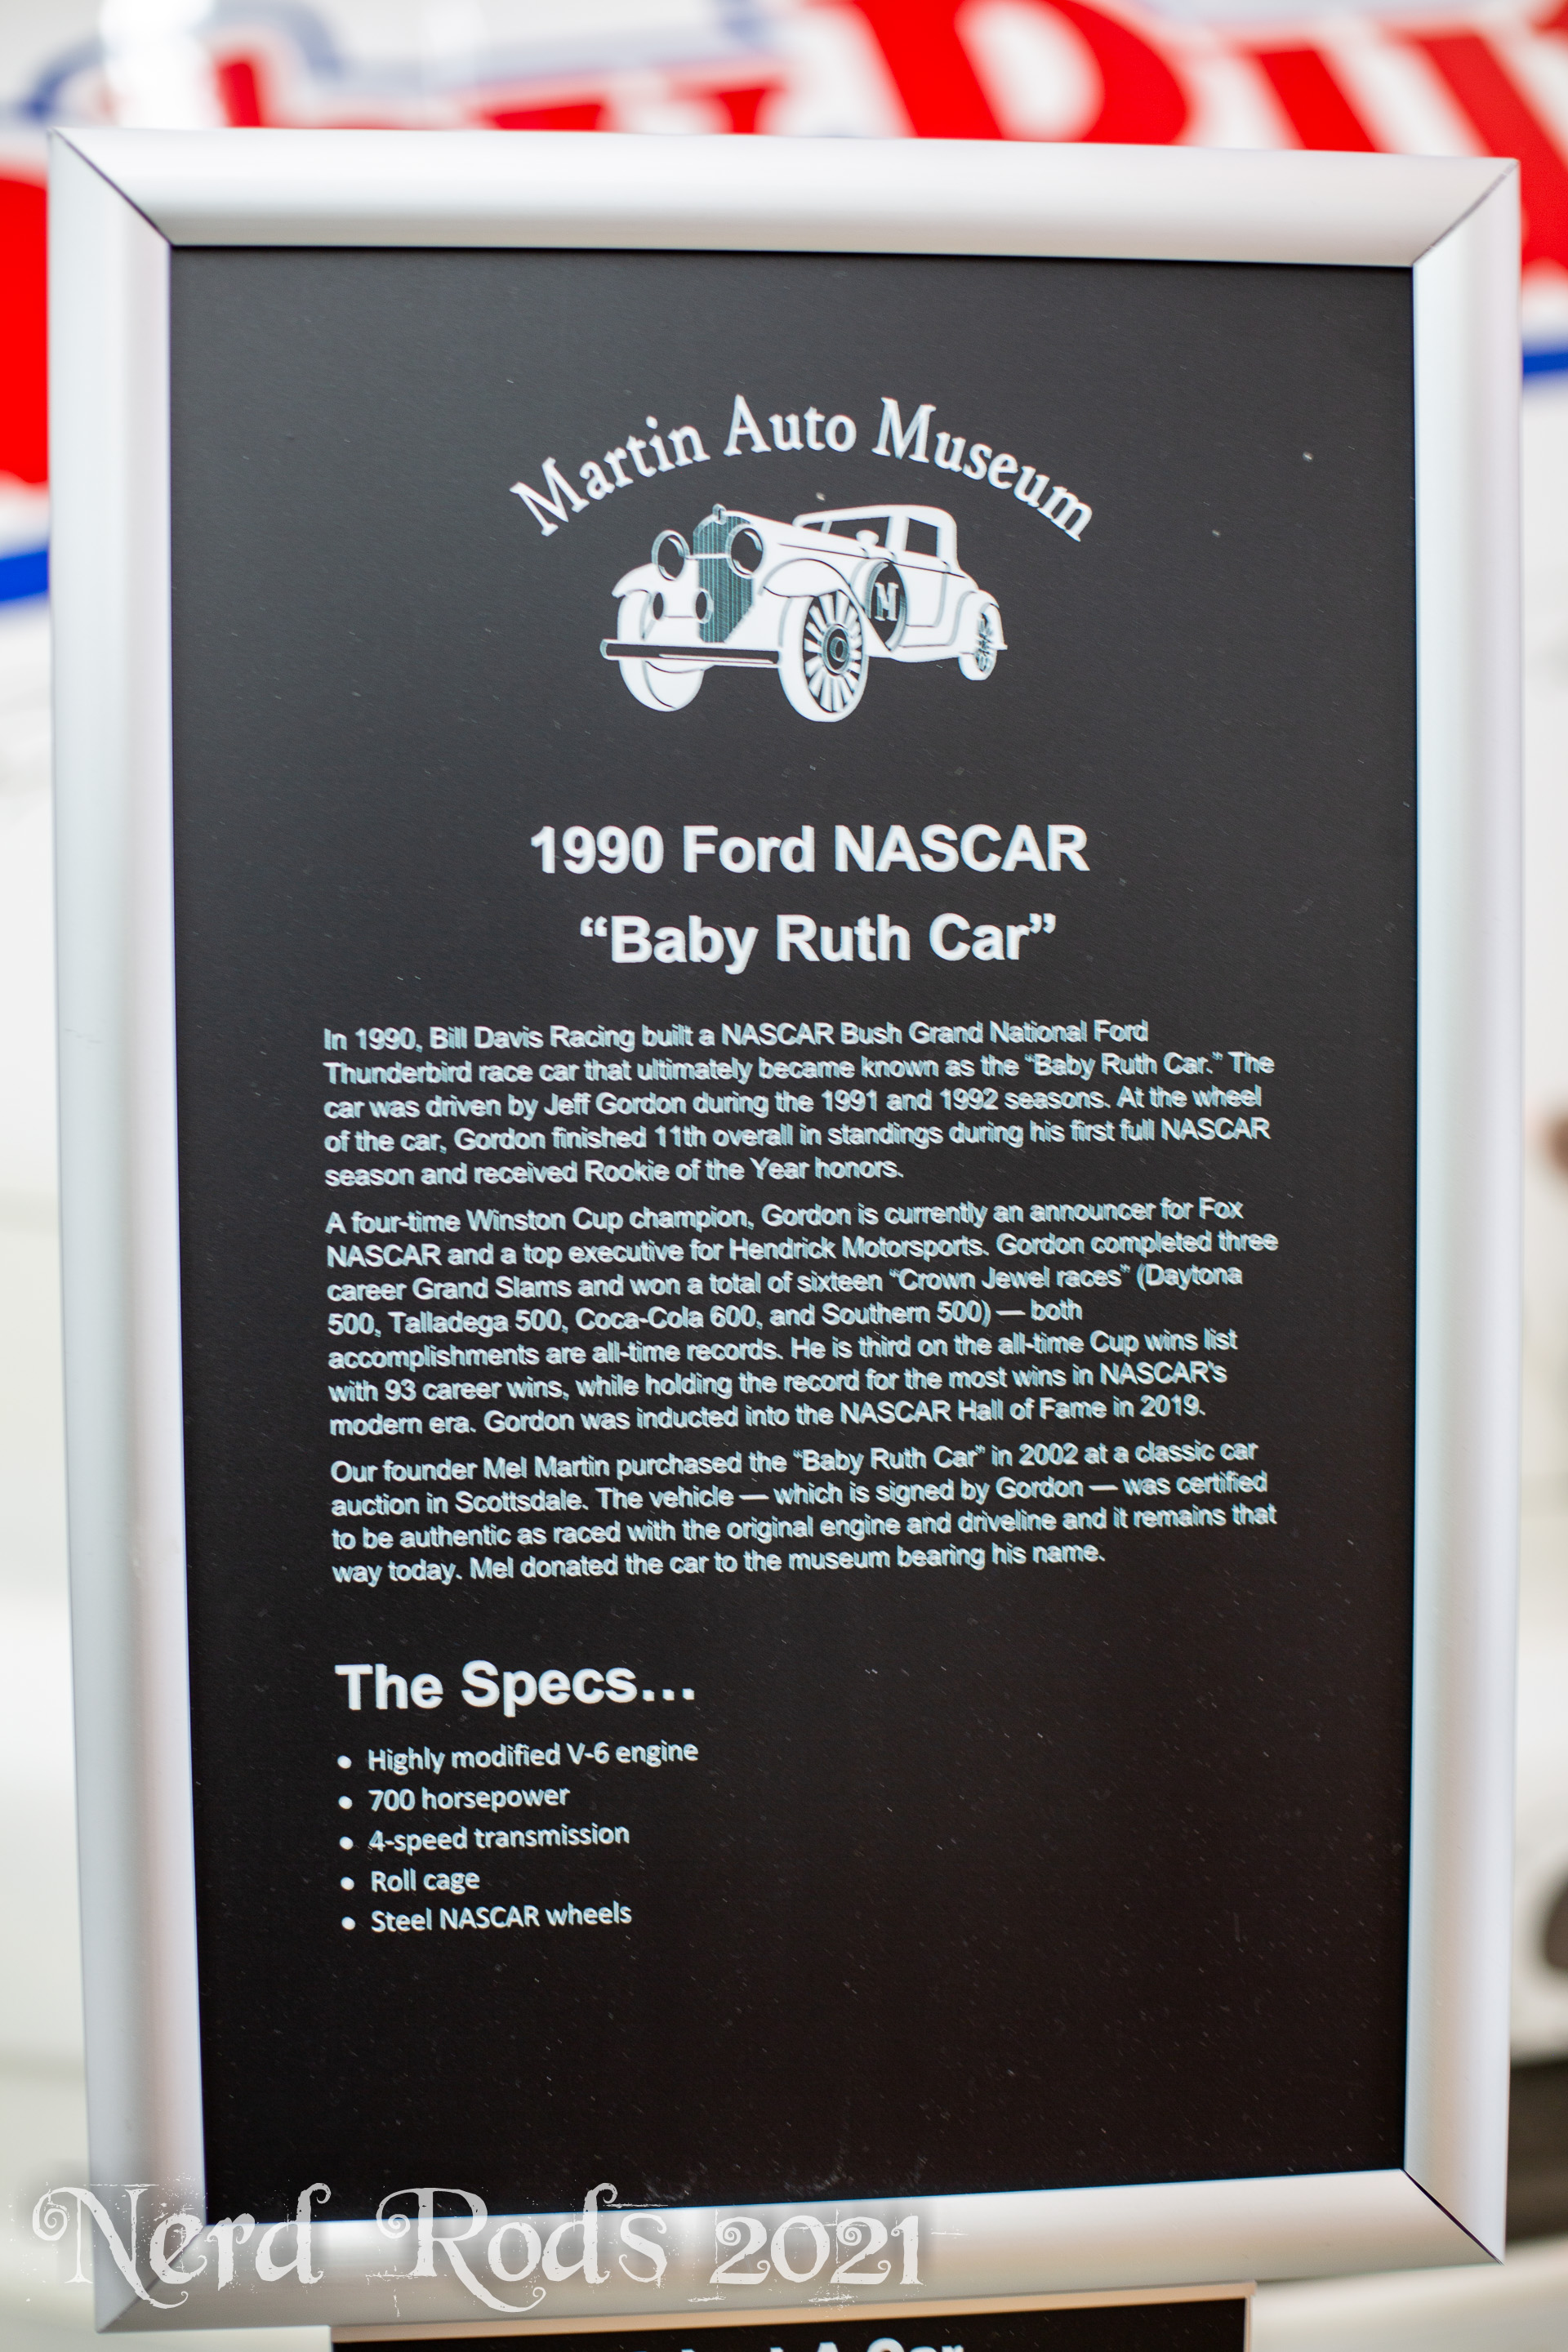 Martin Auto Museum
M
1990 Ford NASCAR
“Baby Ruth Car”
In 1990, Bill Davis Racing built a NASCAR Bush Grand National Ford
Thunderbird race car that ultimately became known as the “Baby Ruth Car.” The
car was driven by Jeff Gordon during the 1991 and 1992 seasons. At the wheel
of the car, Gordon finished 11th overall in standings during his first full NASCAR
season and received Rookie of the Year honors.
A four-time Winston Cup champion, Gordon is currently an announcer for Fox
NASCAR and a top executive for Hendrick Motorsports. Gordon completed three
career Grand Slams and won a total of sixteen “Crown Jewel races” (Daytona
500, Talladega 500, Coca-Cola 600, and Southern 500) — both
accomplishments are all-time records. He is third on the all-time Cup wins list
with 93 career wins, while holding the record for the most wins in NASCAR's
modern era. Gordon was inducted into the NASCAR Hall of Fame in 2019.
Our founder Mel Martin purchased the “Baby Ruth Car” in 2002 at a classic car
auction in Scottsdale. The vehicle — which is signed by Gordon — was certified
to be authentic as raced with the original engine and driveline and it remains that
way today. Mel donated the car to the museum bearing his name.
The Specs...
• Highly modified V-6 engine
• 700 horsepower
• 4-speed transmission
• Roll cage
• Steel NASCAR wheels
Nerd Rods 2021
A Car